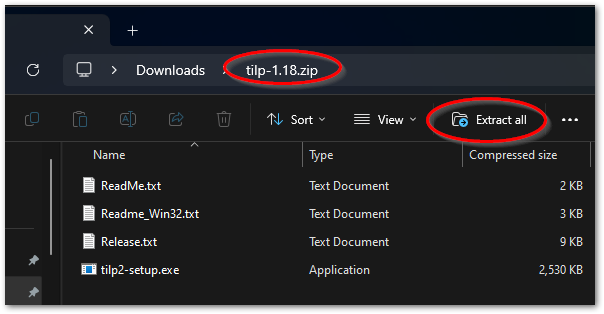 Downloads tilp-1.18.zip
Sort View Extract all
Name Type Compressed size
ReadMe.txt Text Document 2 KB
Readme_Win32.txt Text Document 3 KB
Release.txt Text Document 9 KB
tilp2-setup.exe Application 2,530 KB